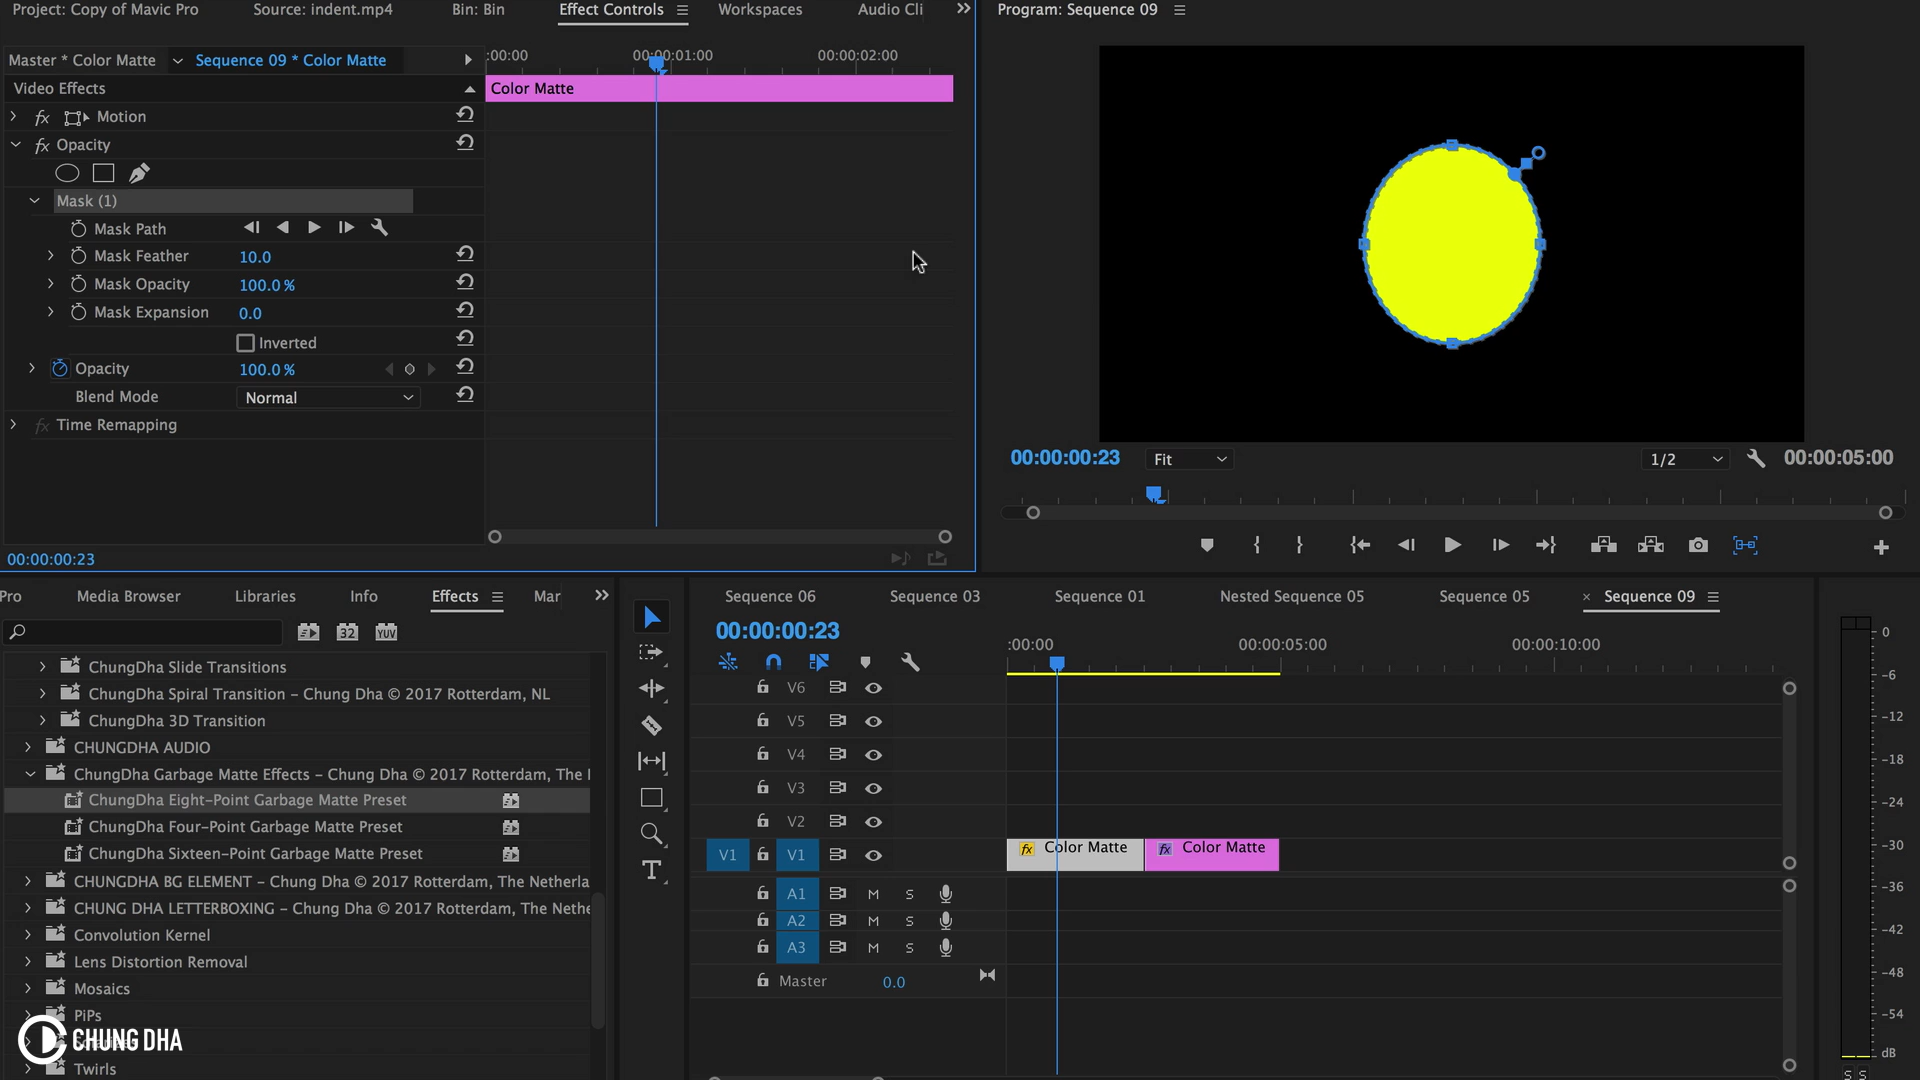 Project: Copy of Mavic Pro
Source: indent.mp4
Bin: Bin
Effect Controls
Workspaces
Audio Cli
Program: Sequence 09
Master * Color Matte
Sequence 09 * Color Matte
:00:00
00:00:01:00
00:00:02:00
Video Effects
Color Matte
fx Motion
fx Opacity
Mask (1)
Mask Path
Mask Feather 10.0
Mask Opacity 100.0 %
Mask Expansion 0.0
Inverted
Opacity 100.0 %
Blend Mode Normal
fx Time Remapping
00:00:00:23
00:00:00:23
Fit
1/2
00:00:05:00
Pro
Media Browser
Libraries
Info
Effects
Mar
32
YUV
ChungDha Slide Transitions
ChungDha Spiral Transition – Chung Dha © 2017 Rotterdam, NL
ChungDha 3D Transition
CHUNGDHA AUDIO
ChungDha Garbage Matte Effects – Chung Dha © 2017 Rotterdam, The
ChungDha Eight-Point Garbage Matte Preset
ChungDha Four-Point Garbage Matte Preset
ChungDha Sixteen-Point Garbage Matte Preset
CHUNGDHA BG ELEMENT – Chung Dha © 2017 Rotterdam, The Netherla
CHUNG DHA LETTERBOXING – Chung Dha © 2017 Rotterdam, The Nethe
Convolution Kernel
Lens Distortion Removal
Mosaics
PiPs
CHUNG DHA
Twirls
Sequence 06
Sequence 03
Sequence 01
Nested Sequence 05
Sequence 05
× Sequence 09
00:00:00:23
:00:00
00:00:05:00
00:00:10:00
V6
V5
V4
V3
V2
V1 V1
fx Color Matte
fx Color Matte
A1 M S
A2 M S
A3 M S
Master 0.0
T
0
-6
-12
-18
-24
-30
-36
-42
-48
-54
dB
S S